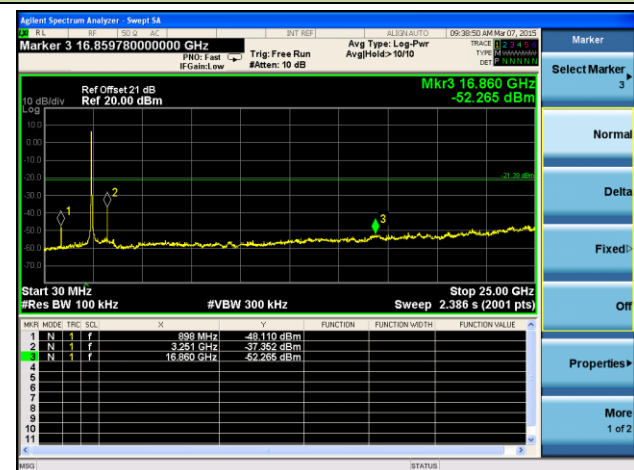 Agilent Spectrum Analyzer - Swept SA
RL RF 50 Ω AC INT REF ALIGNAUTO 09:38:50 AM Mar 07, 2015
Marker 3 16.859780000000 GHz
PNO: Fast
IFGain:Low
Trig: Free Run
#Atten: 10 dB
Avg Type: Log-Pwr
Avg|Hold:> 10/10
TRACE 1 2 3 4 5 6
TYPE M
DET P N N N N N
Ref Offset 21 dB
10 dB/div Ref 20.00 dBm
Log
Mkr3 16.860 GHz
-52.265 dBm
10.0
0.00
-10.0
-20.0
-21.39 dBm
-30.0
-40.0
-50.0
-60.0
-70.0
1
2
3
Start 30 MHz Stop 25.00 GHz
#Res BW 100 kHz #VBW 300 kHz Sweep 2.386 s (2001 pts)
MKR MODE TRC SCL X Y FUNCTION FUNCTION WIDTH FUNCTION VALUE
1 N 1 f 898 MHz -48.110 dBm
2 N 1 f 3.251 GHz -37.352 dBm
3 N 1 f 16.860 GHz -52.265 dBm
4
5
6
7
8
9
10
11
MSG STATUS
Marker
Select Marker
3
Normal
Delta
Fixed
Off
Properties
More
1 of 2